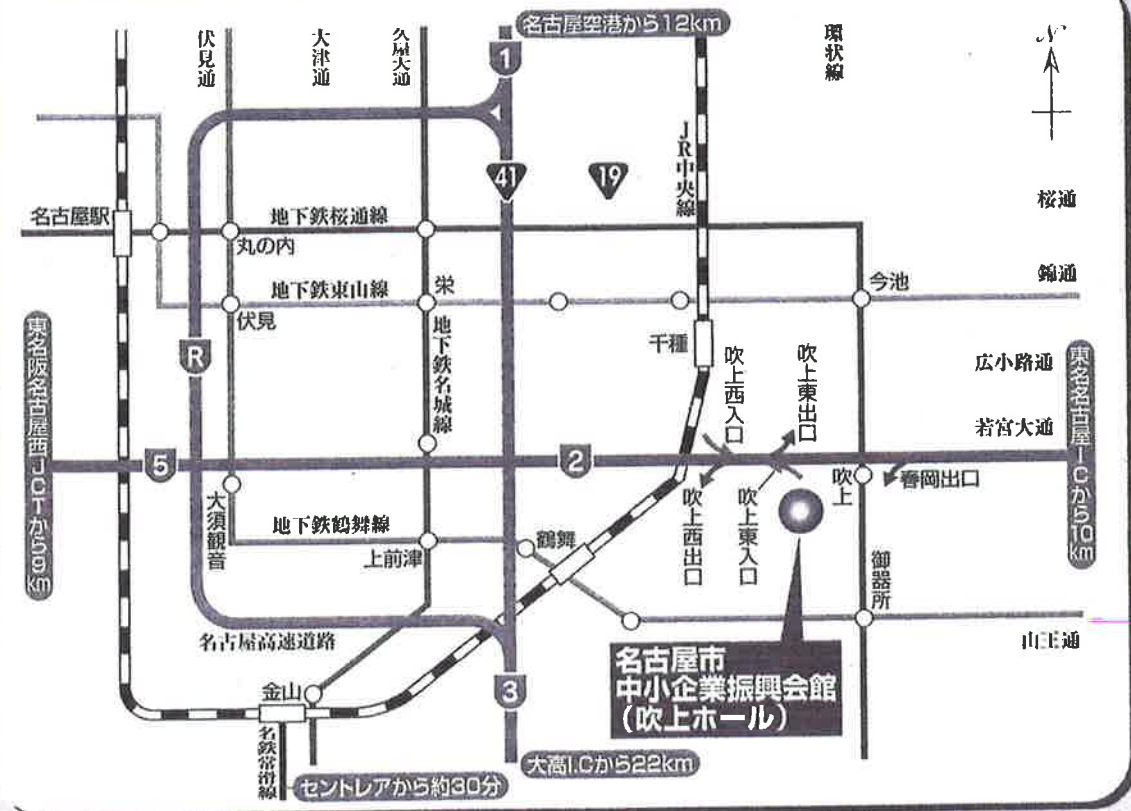 名古屋空港から12km
伏見通
大津通
久屋大通
環状線
N
1
JR中央線
41
19
桜通
名古屋駅
地下鉄桜通線
丸の内
錦通
地下鉄東山線
栄
今池
伏見
東名阪名古屋西JCTから9km
R
地下鉄名城線
千種
吹上西入口
吹上東出口
広小路通
東名名古屋ICから10km
若宮大通
5
2
吹上
春岡出口
大須観音
吹上西出口
吹上東入口
地下鉄鶴舞線
上前津
鶴舞
御器所
名古屋高速道路
山王通
名古屋市
中小企業振興会館
(吹上ホール)
金山
3
名鉄常滑線
大高I.Cから22km
セントレアから約30分